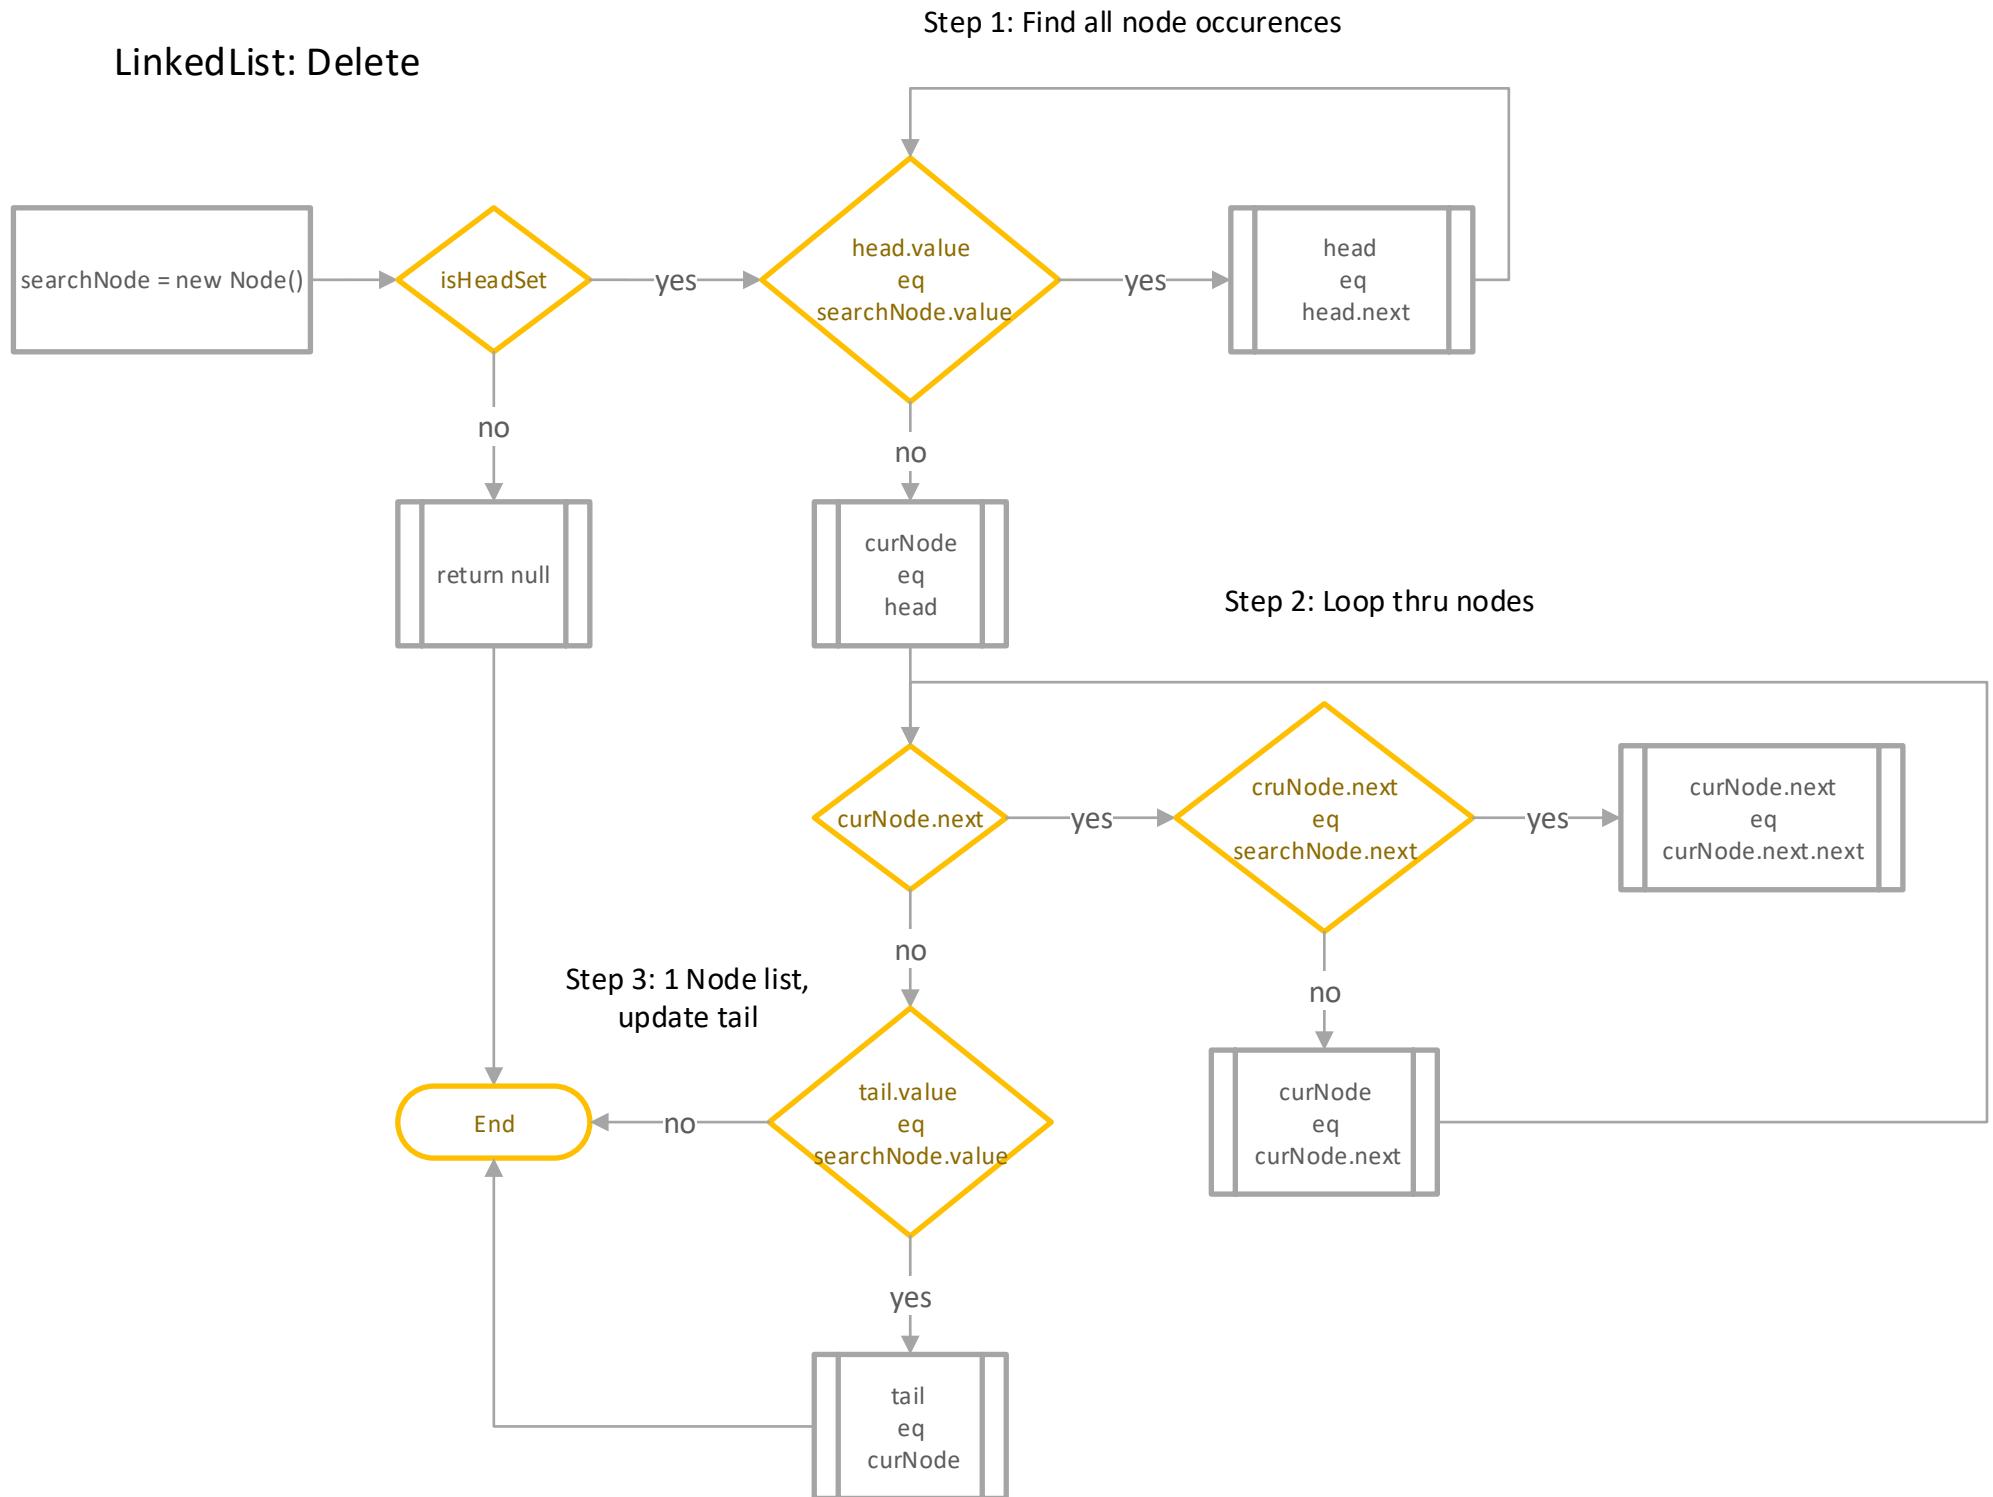 Step 1: Find all node occurences
LinkedList: Delete
searchNode = new Node()
isHeadSet
yes
head.value
eq
searchNode.value
yes
head
eq
head.next
no
no
return null
curNode
eq
head
Step 2: Loop thru nodes
curNode.next
yes
cruNode.next
eq
searchNode.next
yes
curNode.next
eq
curNode.next.next
no
no
Step 3: 1 Node list,
update tail
End
no
tail.value
eq
searchNode.value
curNode
eq
curNode.next
yes
tail
eq
curNode